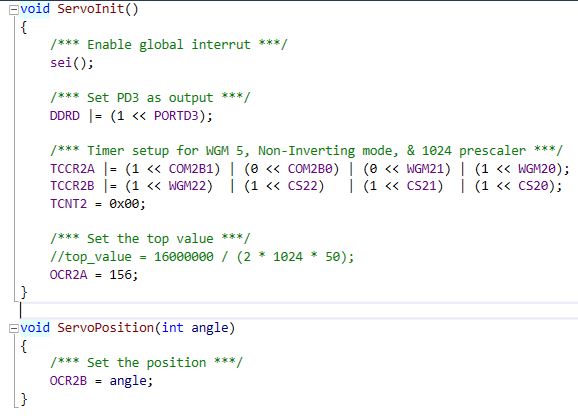 void ServoInit()
{
    /*** Enable global interrut ***/
    sei();

    /*** Set PD3 as output ***/
    DDRD |= (1 << PORTD3);

    /*** Timer setup for WGM 5, Non-Inverting mode, & 1024 prescaler ***/
    TCCR2A |= (1 << COM2B1) | (0 << COM2B0) | (0 << WGM21) | (1 << WGM20);
    TCCR2B |= (1 << WGM22)  | (1 << CS22)   | (1 << CS21)  | (1 << CS20);
    TCNT2 = 0x00;

    /*** Set the top value ***/
    //top_value = 16000000 / (2 * 1024 * 50);
    OCR2A = 156;
}

void ServoPosition(int angle)
{
    /*** Set the position ***/
    OCR2B = angle;
}